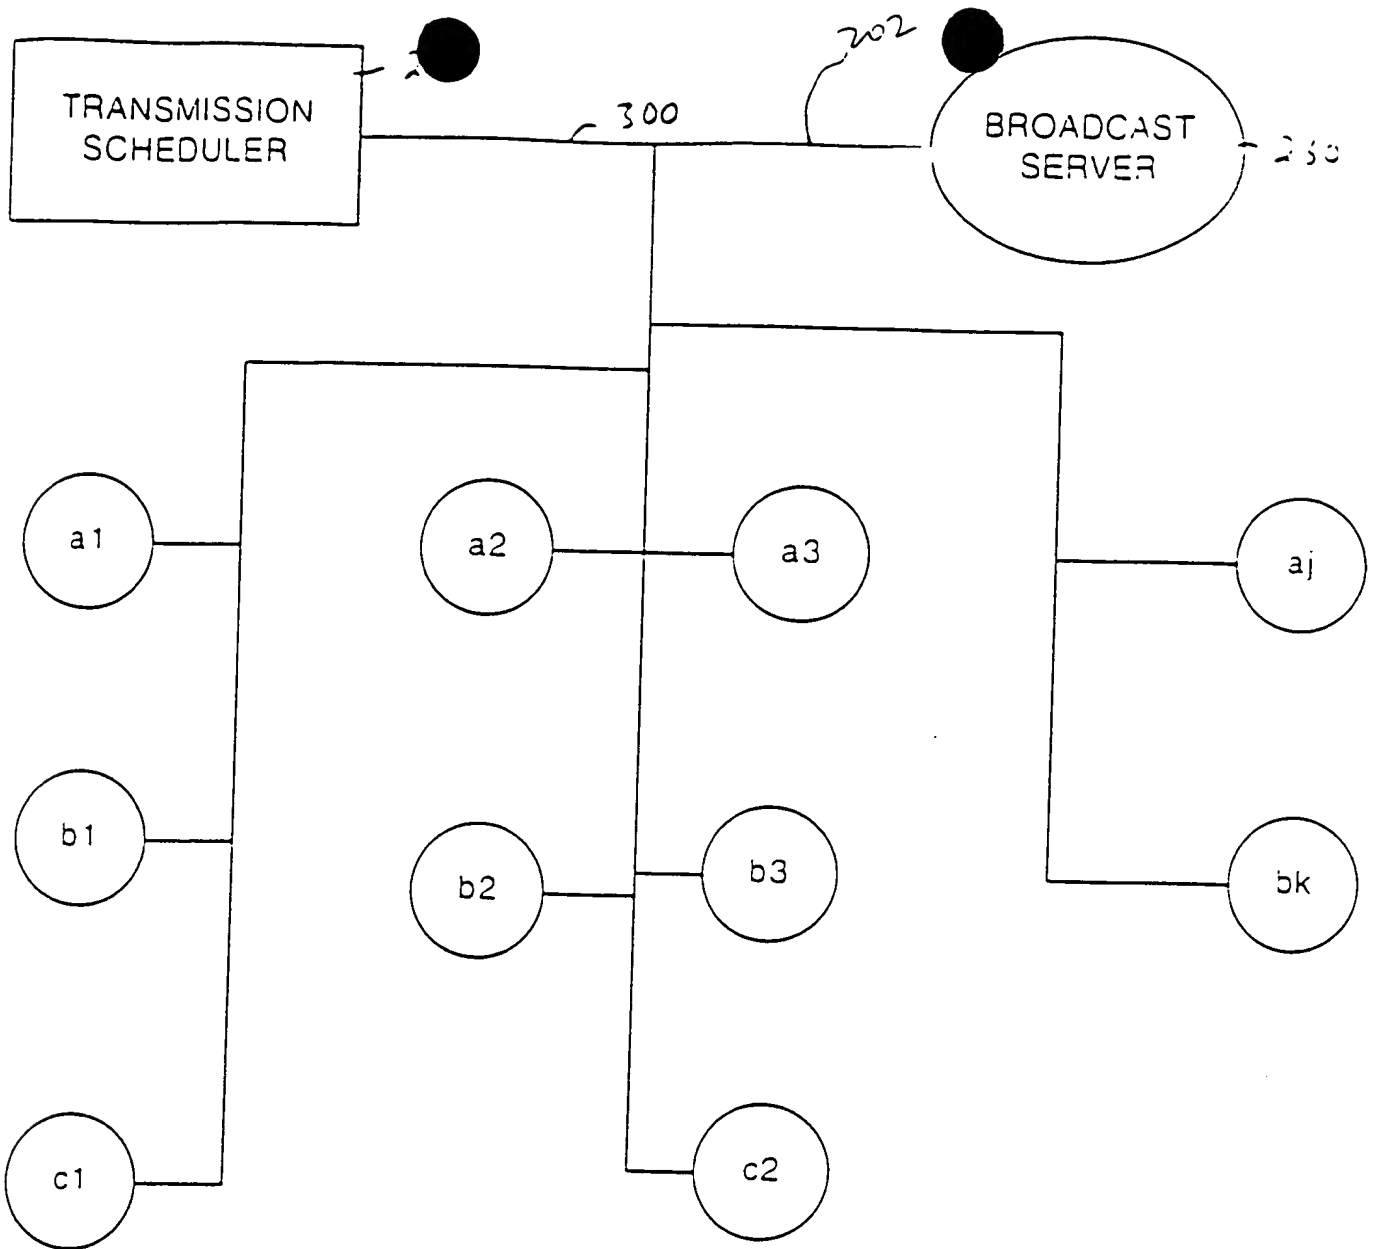 202
300
TRANSMISSION
SCHEDULER
BROADCAST
SERVER
a1
a2
a3
aj
b1
b2
b3
bk
c1
c2